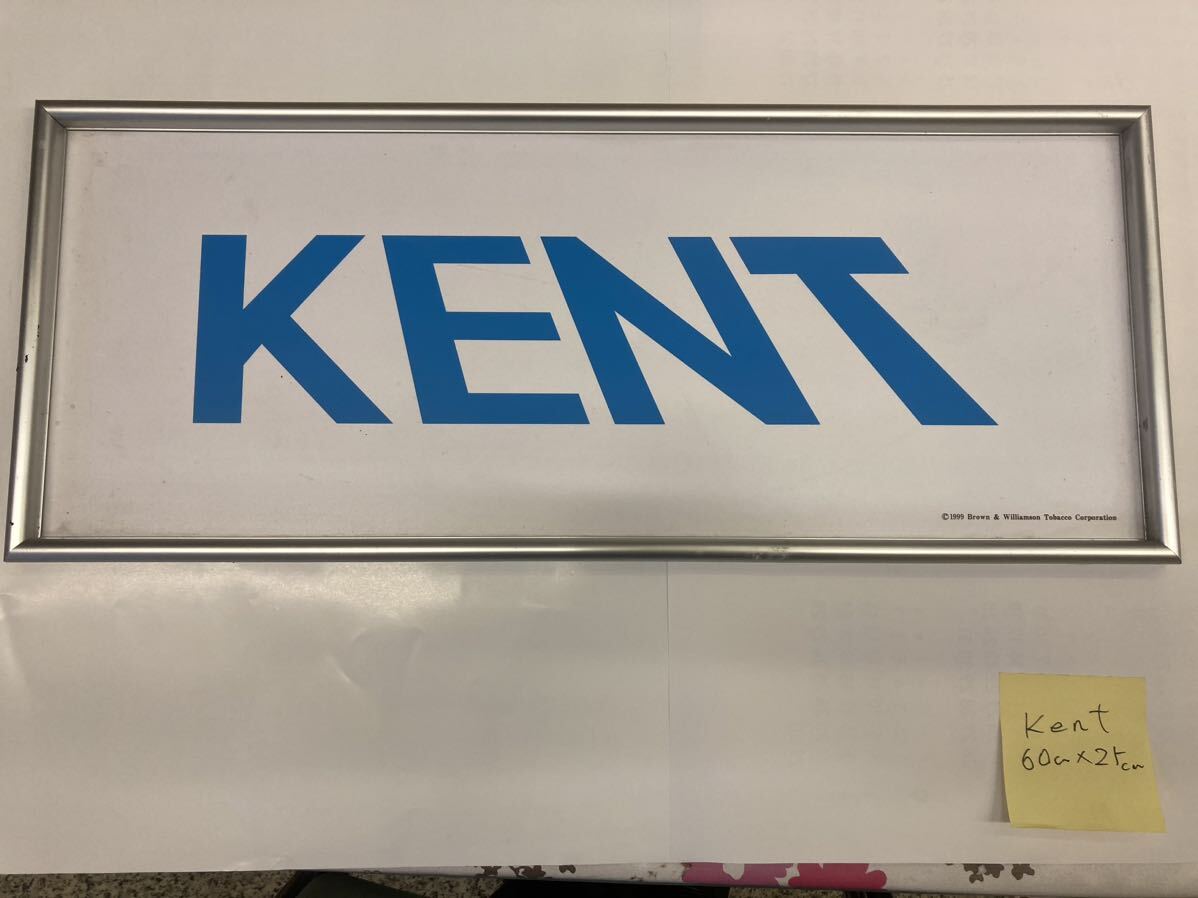 KENT
©1999 Brown & Williamson Tobacco Corporation
Kent
60cm×25cm